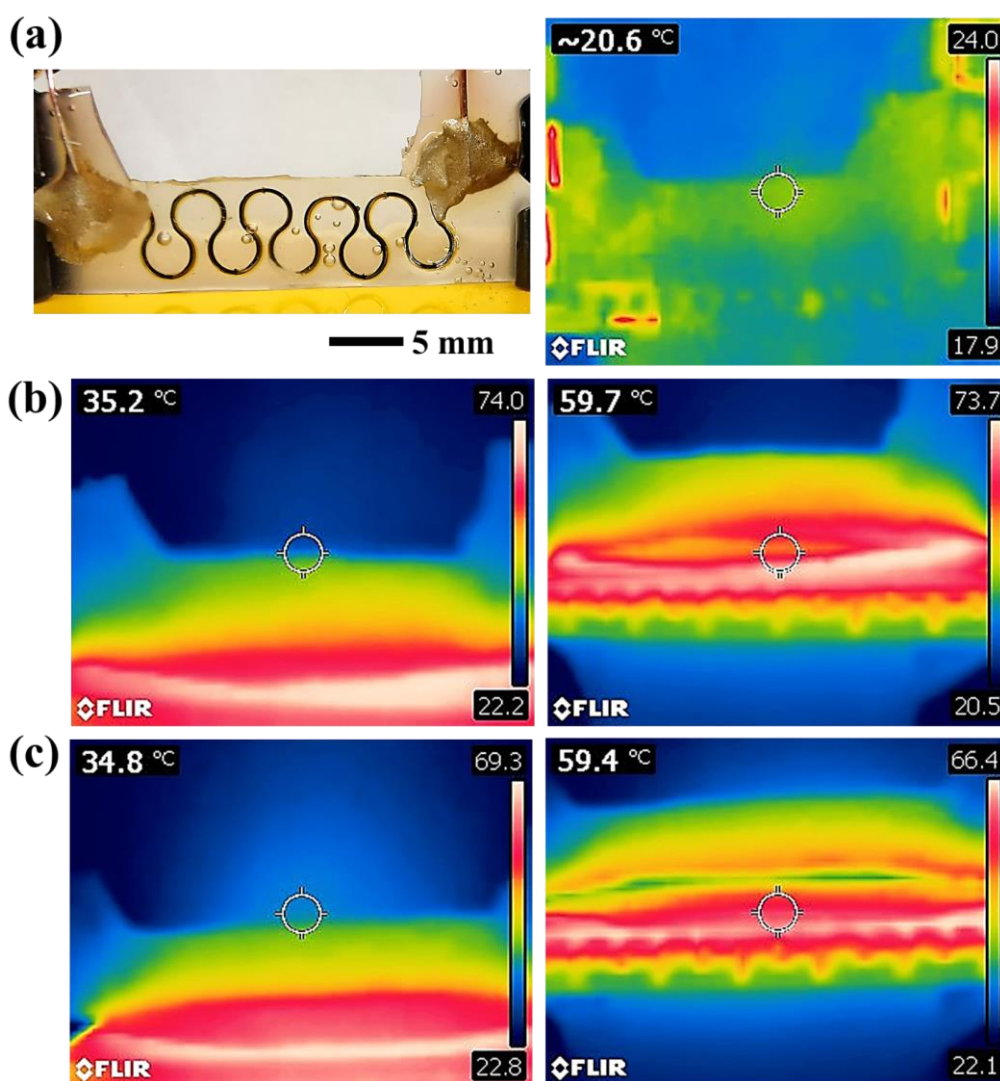 (a)
~20.6 °C
24.0
17.9
◇FLIR
5 mm
(b)
35.2 °C
74.0
22.2
◇FLIR
59.7 °C
73.7
20.5
◇FLIR
(c)
34.8 °C
69.3
22.8
◇FLIR
59.4 °C
66.4
22.1
◇FLIR